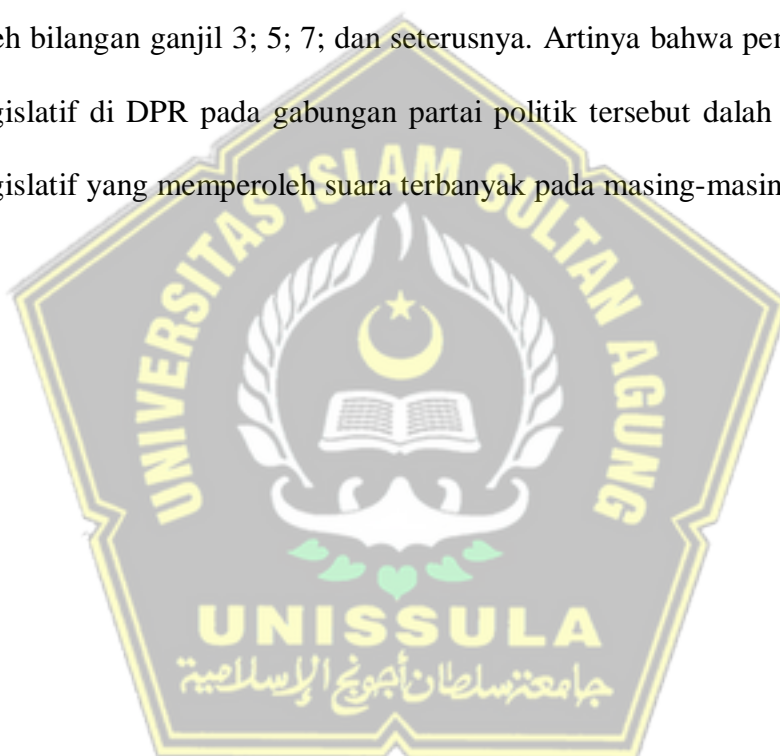 eh bilangan ganjil 3; 5; 7; dan seterusnya. Artinya bahwa per
gislatif di DPR pada gabungan partai politik tersebut dalah
gislatif yang memperoleh suara terbanyak pada masing-masin
UNIVERSITAS ISLAM SULTAN AGUNG
UNISSULA
جامعة سلطان أجونج الإسلامية